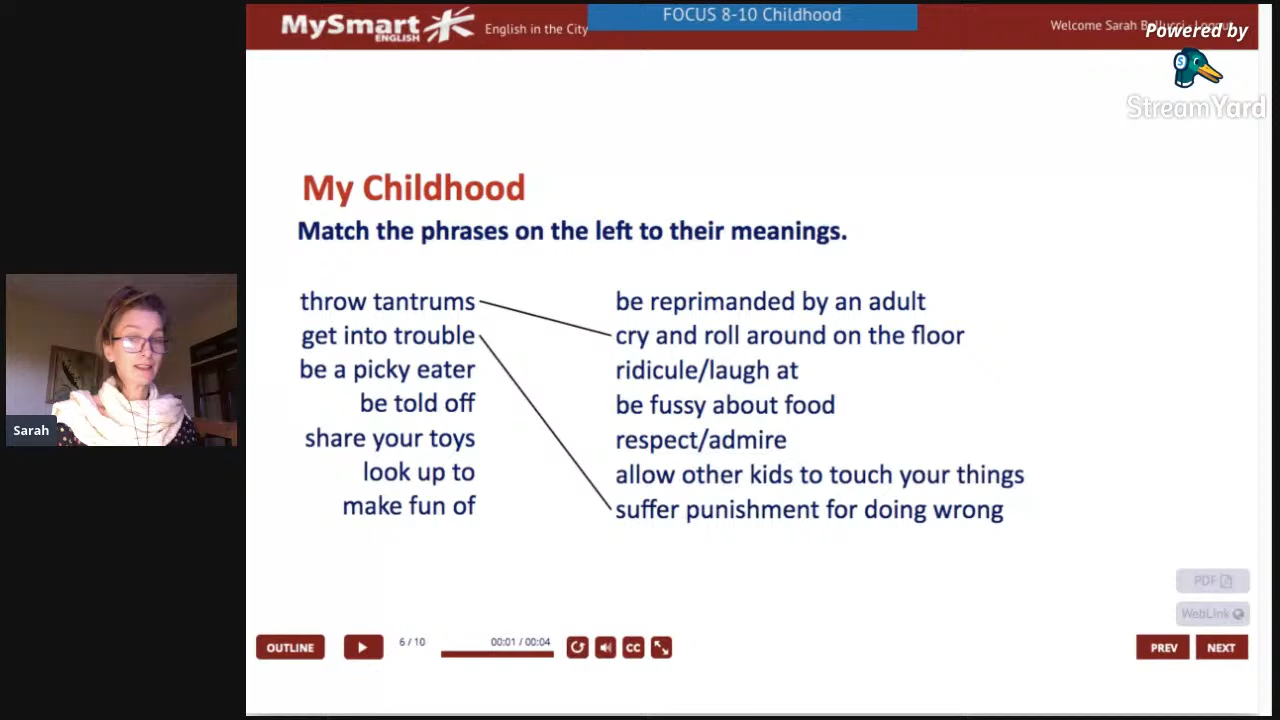 MySmart
ENGLISH
English in the City
FOCUS 8-10 Childhood
Welcome Sarah
Powered by
S
StreamYard
My Childhood
Match the phrases on the left to their meanings.
throw tantrums
be reprimanded by an adult
get into trouble
cry and roll around on the floor
be a picky eater
ridicule/laugh at
be told off
be fussy about food
share your toys
respect/admire
look up to
allow other kids to touch your things
make fun of
suffer punishment for doing wrong
Sarah
PDF
WebLink
OUTLINE
6 / 10
00:01 / 00:04
CC
PREV
NEXT